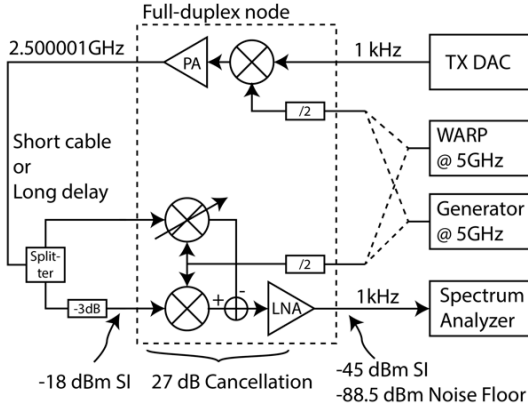 Full-duplex node
2.500001GHz
PA
1 kHz
TX DAC
/2
Short cable
or
Long delay
WARP
@ 5GHz
Generator
@ 5GHz
Split-
ter
/2
-3dB
+
-
LNA
1kHz
Spectrum
Analyzer
-18 dBm SI
27 dB Cancellation
-45 dBm SI
-88.5 dBm Noise Floor